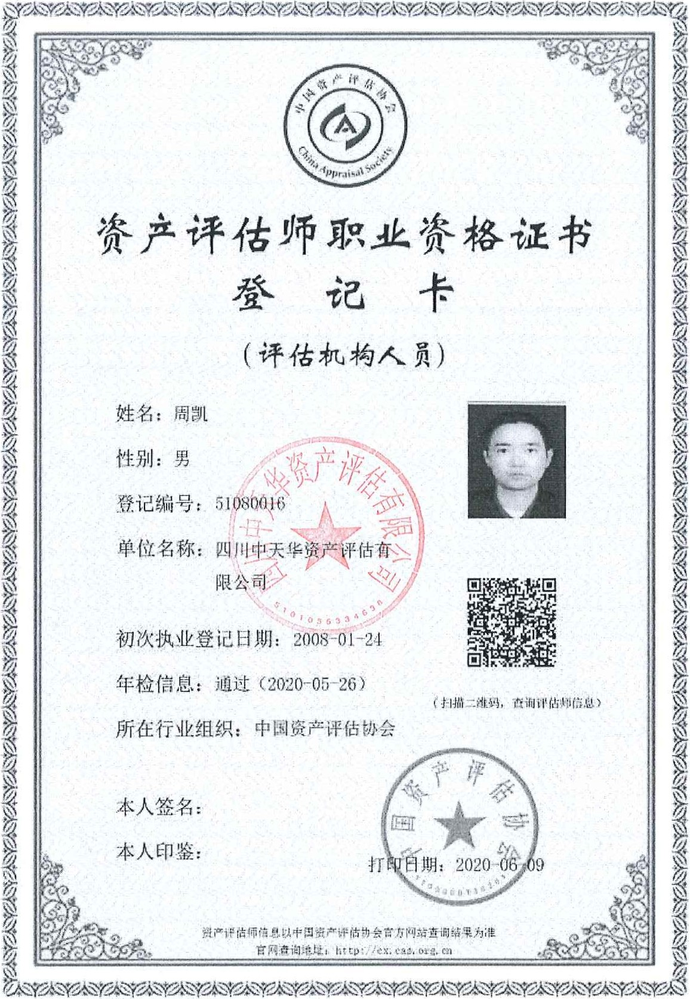 中国资产评估协会
China Appraisal Society
资产评估师职业资格证书
登记卡
(评估机构人员)
姓名：周凯
性别：男
登记编号：51080016
单位名称：四川中天华资产评估有
限公司
四川中天华资产评估有限公司
5101056334638
初次执业登记日期：2008-01-24
年检信息：通过（2020-05-26）
（扫描二维码，查询评估师信息）
所在行业组织：中国资产评估协会
本人签名：
本人印鉴：
中国资产评估协会
打印日期：2020-06-09
资产评估师信息以中国资产评估协会官方网站查询结果为准
官网查询地址：http://cx.cas.org.cn